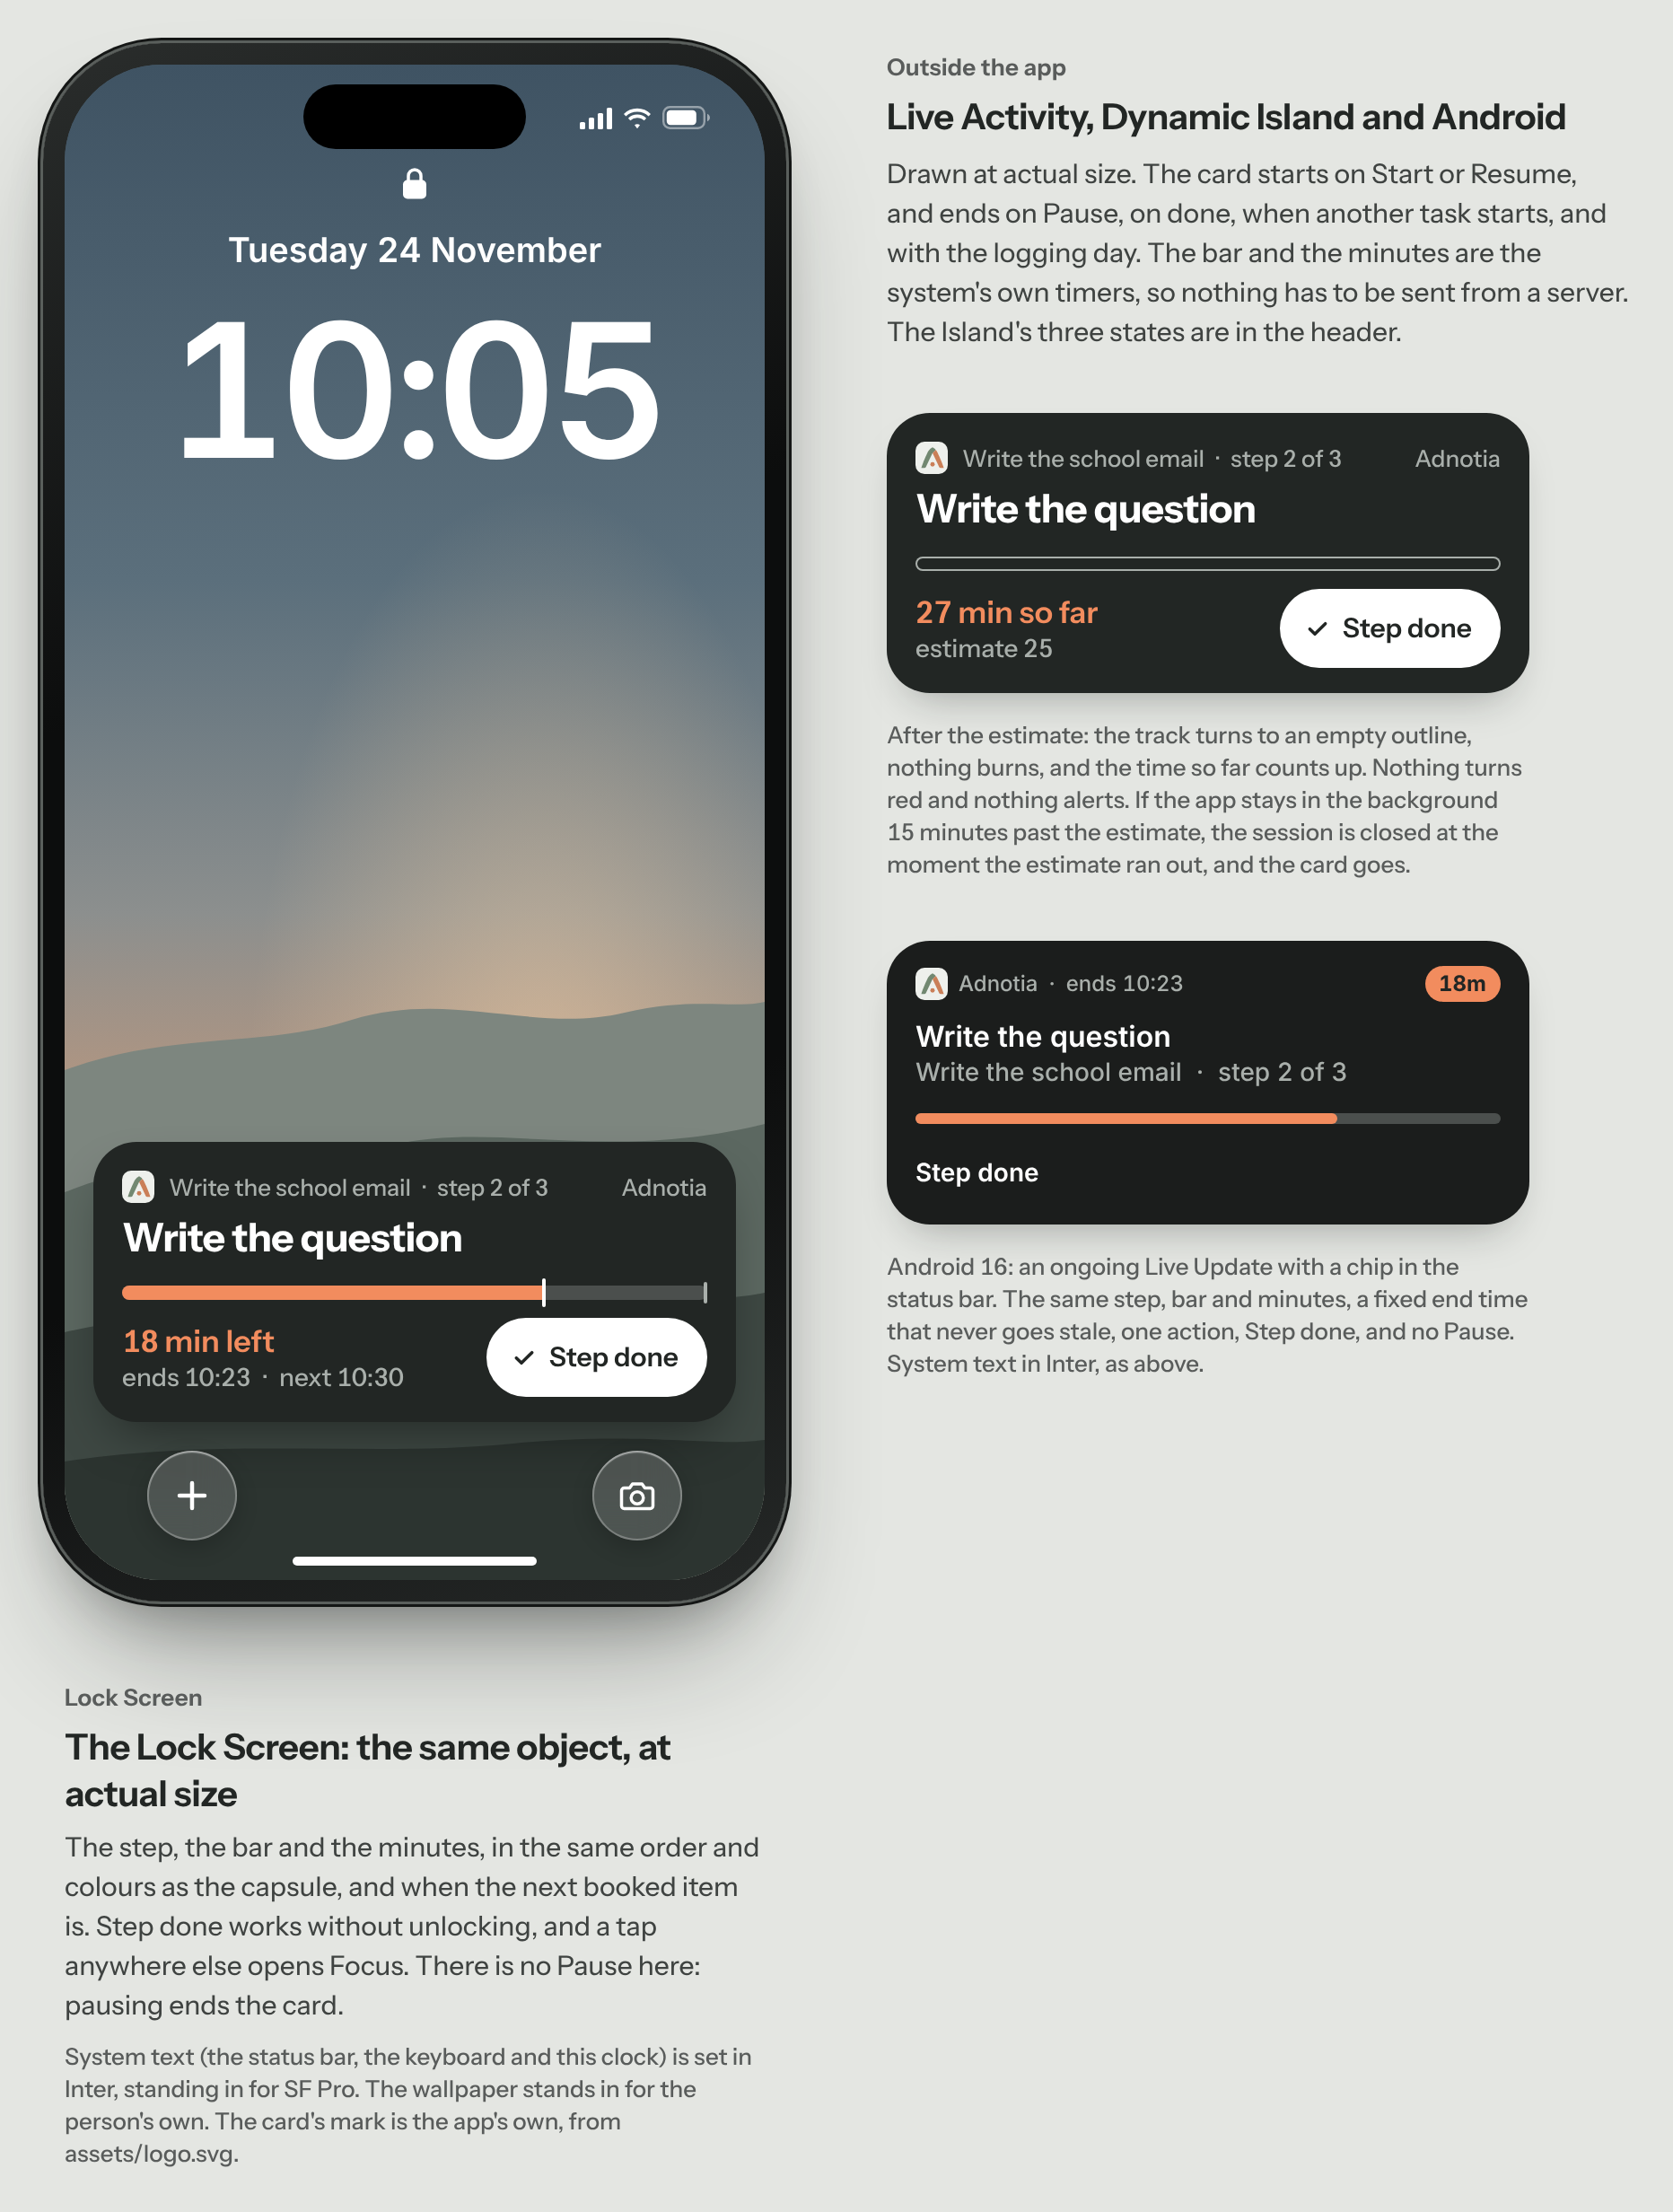 Tuesday 24 November
10:05
Write the school email · step 2 of 3 Adnotia
Write the question
18 min left
ends 10:23 · next 10:30
Step done
Lock Screen
The Lock Screen: the same object, at
actual size
The step, the bar and the minutes, in the same order and
colours as the capsule, and when the next booked item
is. Step done works without unlocking, and a tap
anywhere else opens Focus. There is no Pause here:
pausing ends the card.
System text (the status bar, the keyboard and this clock) is set in
Inter, standing in for SF Pro. The wallpaper stands in for the
person's own. The card's mark is the app's own, from
assets/logo.svg.
Outside the app
Live Activity, Dynamic Island and Android
Drawn at actual size. The card starts on Start or Resume,
and ends on Pause, on done, when another task starts, and
with the logging day. The bar and the minutes are the
system's own timers, so nothing has to be sent from a server.
The Island's three states are in the header.
Write the school email · step 2 of 3 Adnotia
Write the question
27 min so far
estimate 25
Step done
After the estimate: the track turns to an empty outline,
nothing burns, and the time so far counts up. Nothing turns
red and nothing alerts. If the app stays in the background
15 minutes past the estimate, the session is closed at the
moment the estimate ran out, and the card goes.
Adnotia · ends 10:23 18m
Write the question
Write the school email · step 2 of 3
Step done
Android 16: an ongoing Live Update with a chip in the
status bar. The same step, bar and minutes, a fixed end time
that never goes stale, one action, Step done, and no Pause.
System text in Inter, as above.